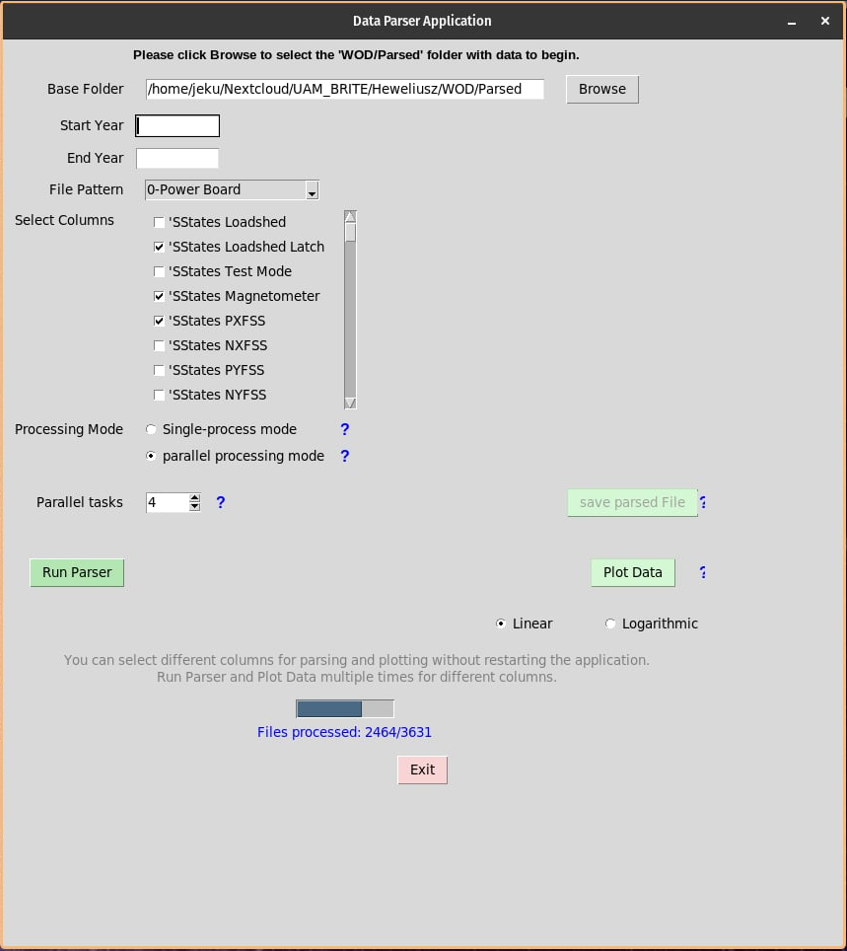 Data Parser Application
Please click Browse to select the 'WOD/Parsed' folder with data to begin.
Base Folder /home/jeku/Nextcloud/UAM_BRITE/Heweliusz/WOD/Parsed Browse
Start Year
End Year
File Pattern 0-Power Board
Select Columns 'SStates Loadshed
'SStates Loadshed Latch
'SStates Test Mode
'SStates Magnetometer
'SStates PXFSS
'SStates NXFSS
'SStates PYFSS
'SStates NYFSS
Processing Mode Single-process mode ?
parallel processing mode ?
Parallel tasks 4 ? save parsed File ?
Run Parser Plot Data ?
Linear Logarithmic
You can select different columns for parsing and plotting without restarting the application.
Run Parser and Plot Data multiple times for different columns.
Files processed: 2464/3631
Exit